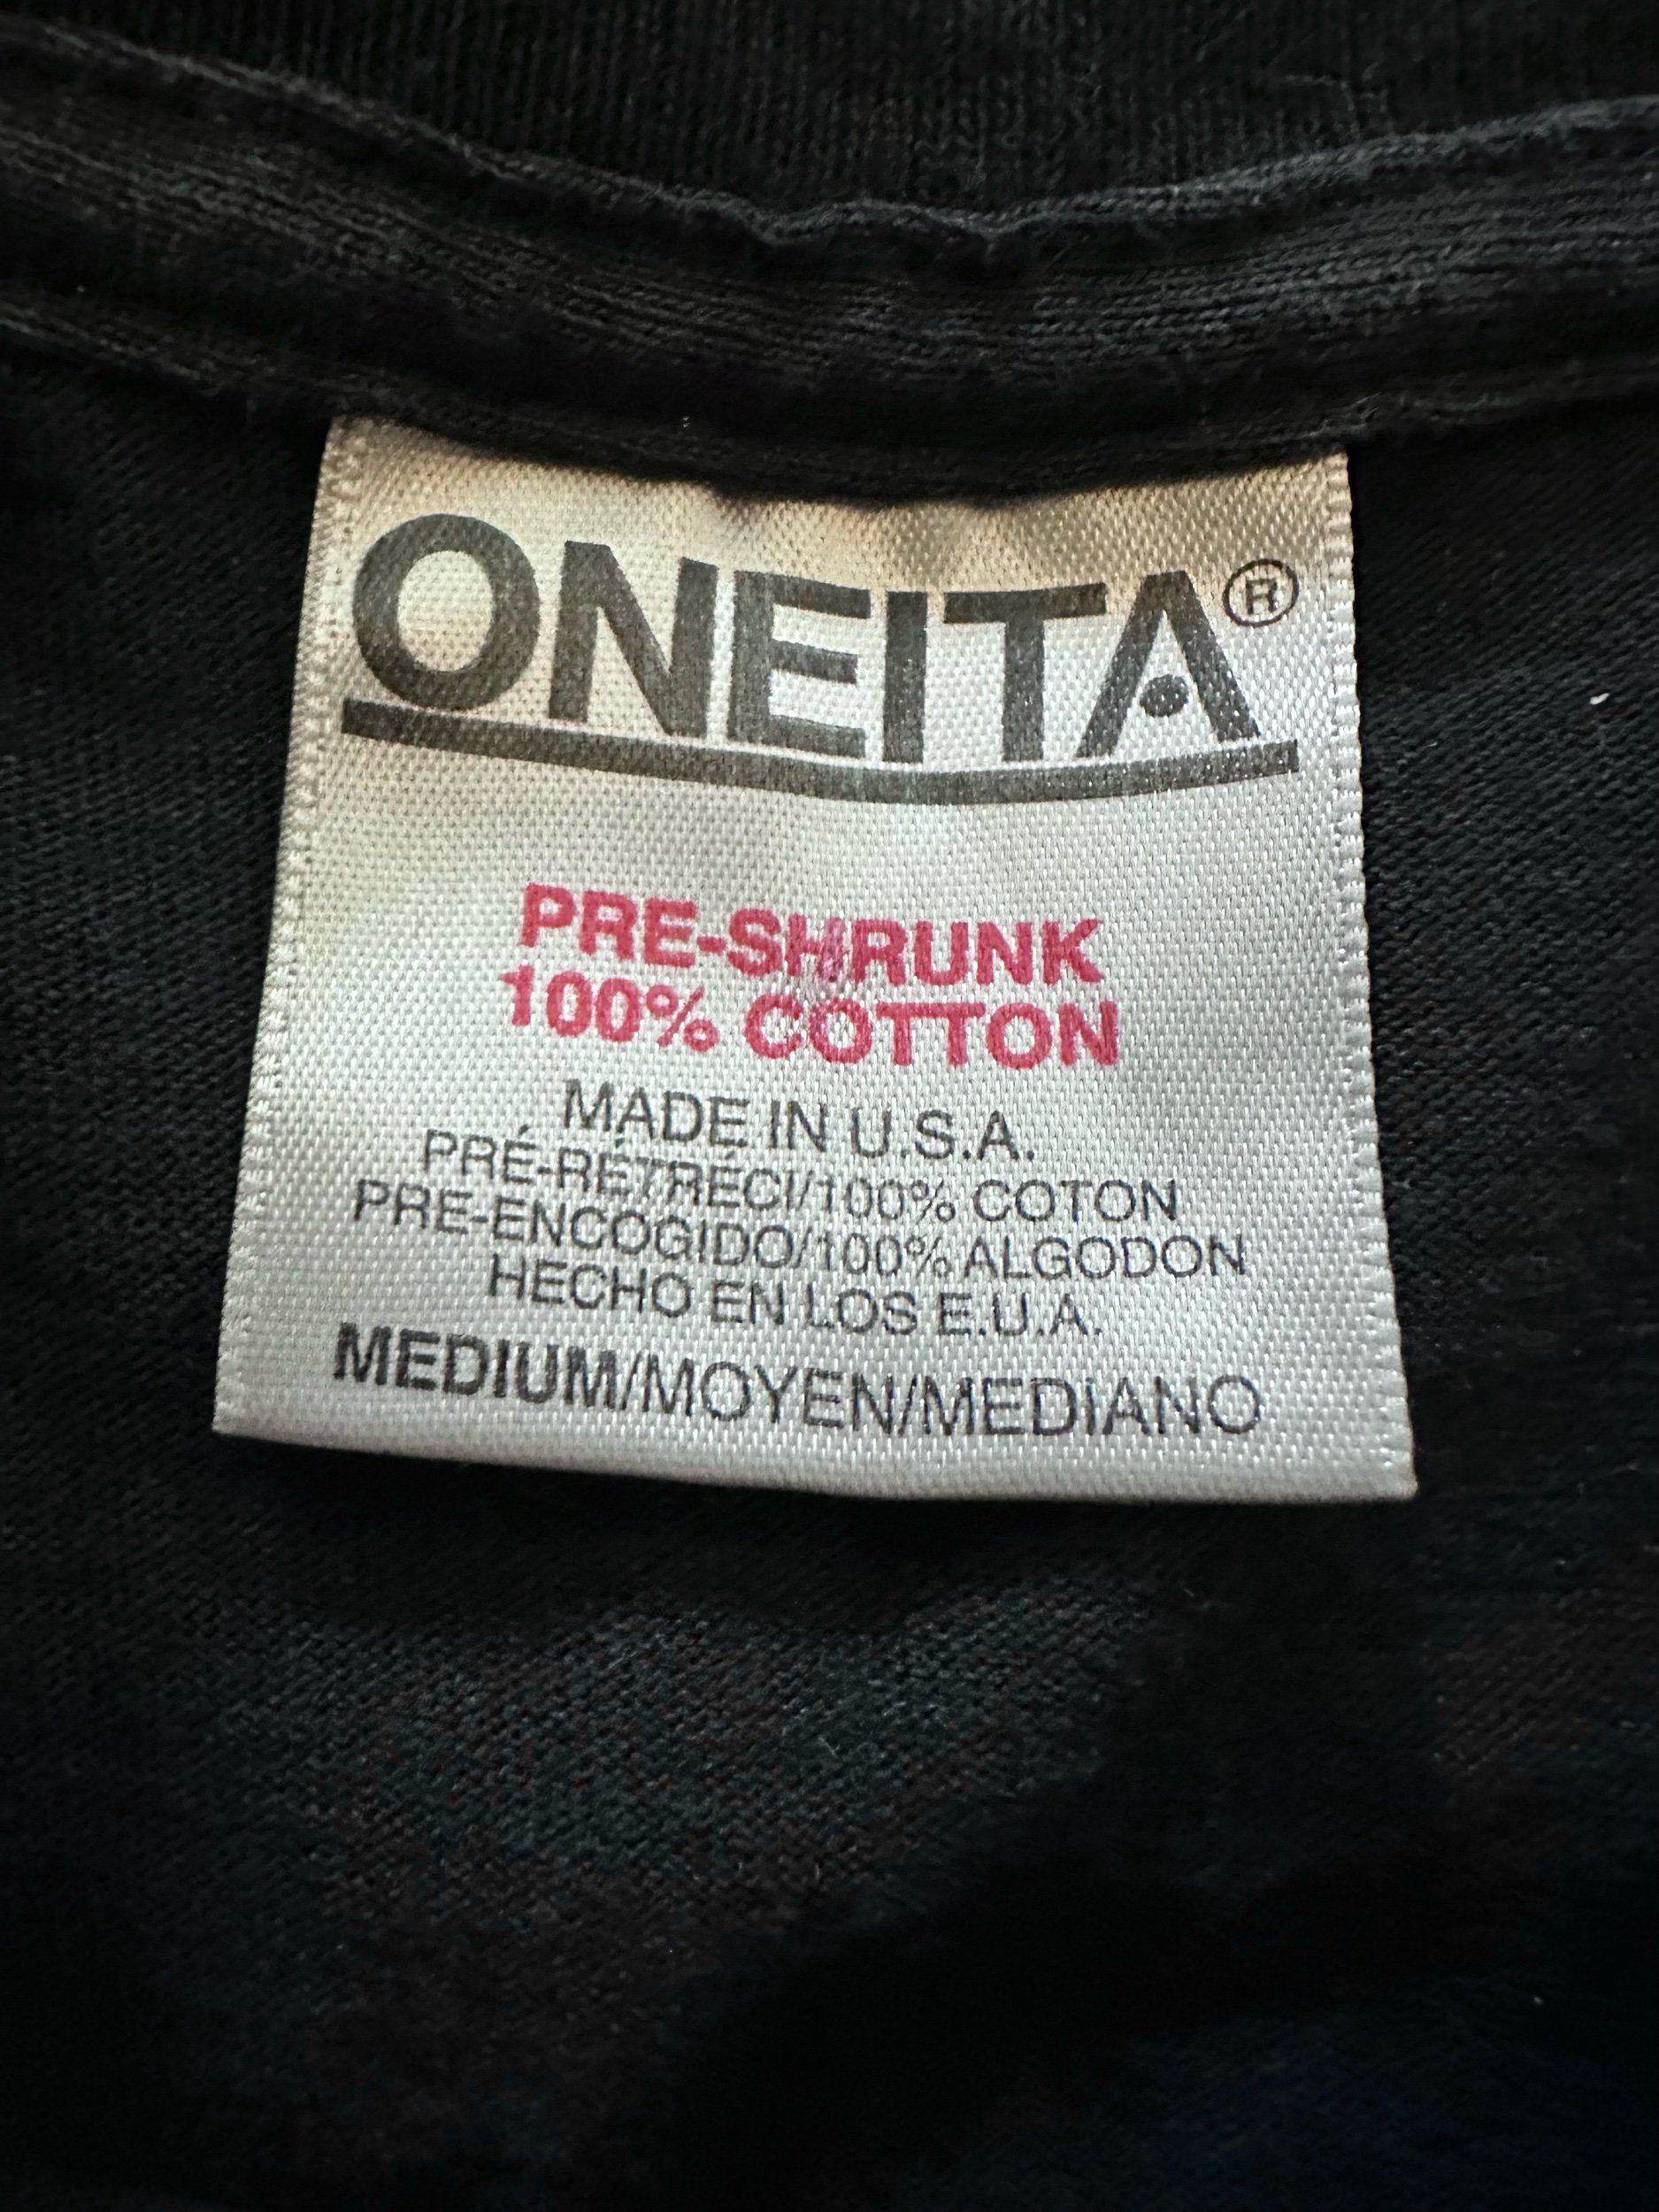 ONEITA®
PRE-SHRUNK
100% COTTON
MADE IN U.S.A.
PRÉ-RÉTRÉCI/100% COTON
PRE-ENCOGIDO/100% ALGODON
HECHO EN LOS E.U.A.
MEDIUM/MOYEN/MEDIANO